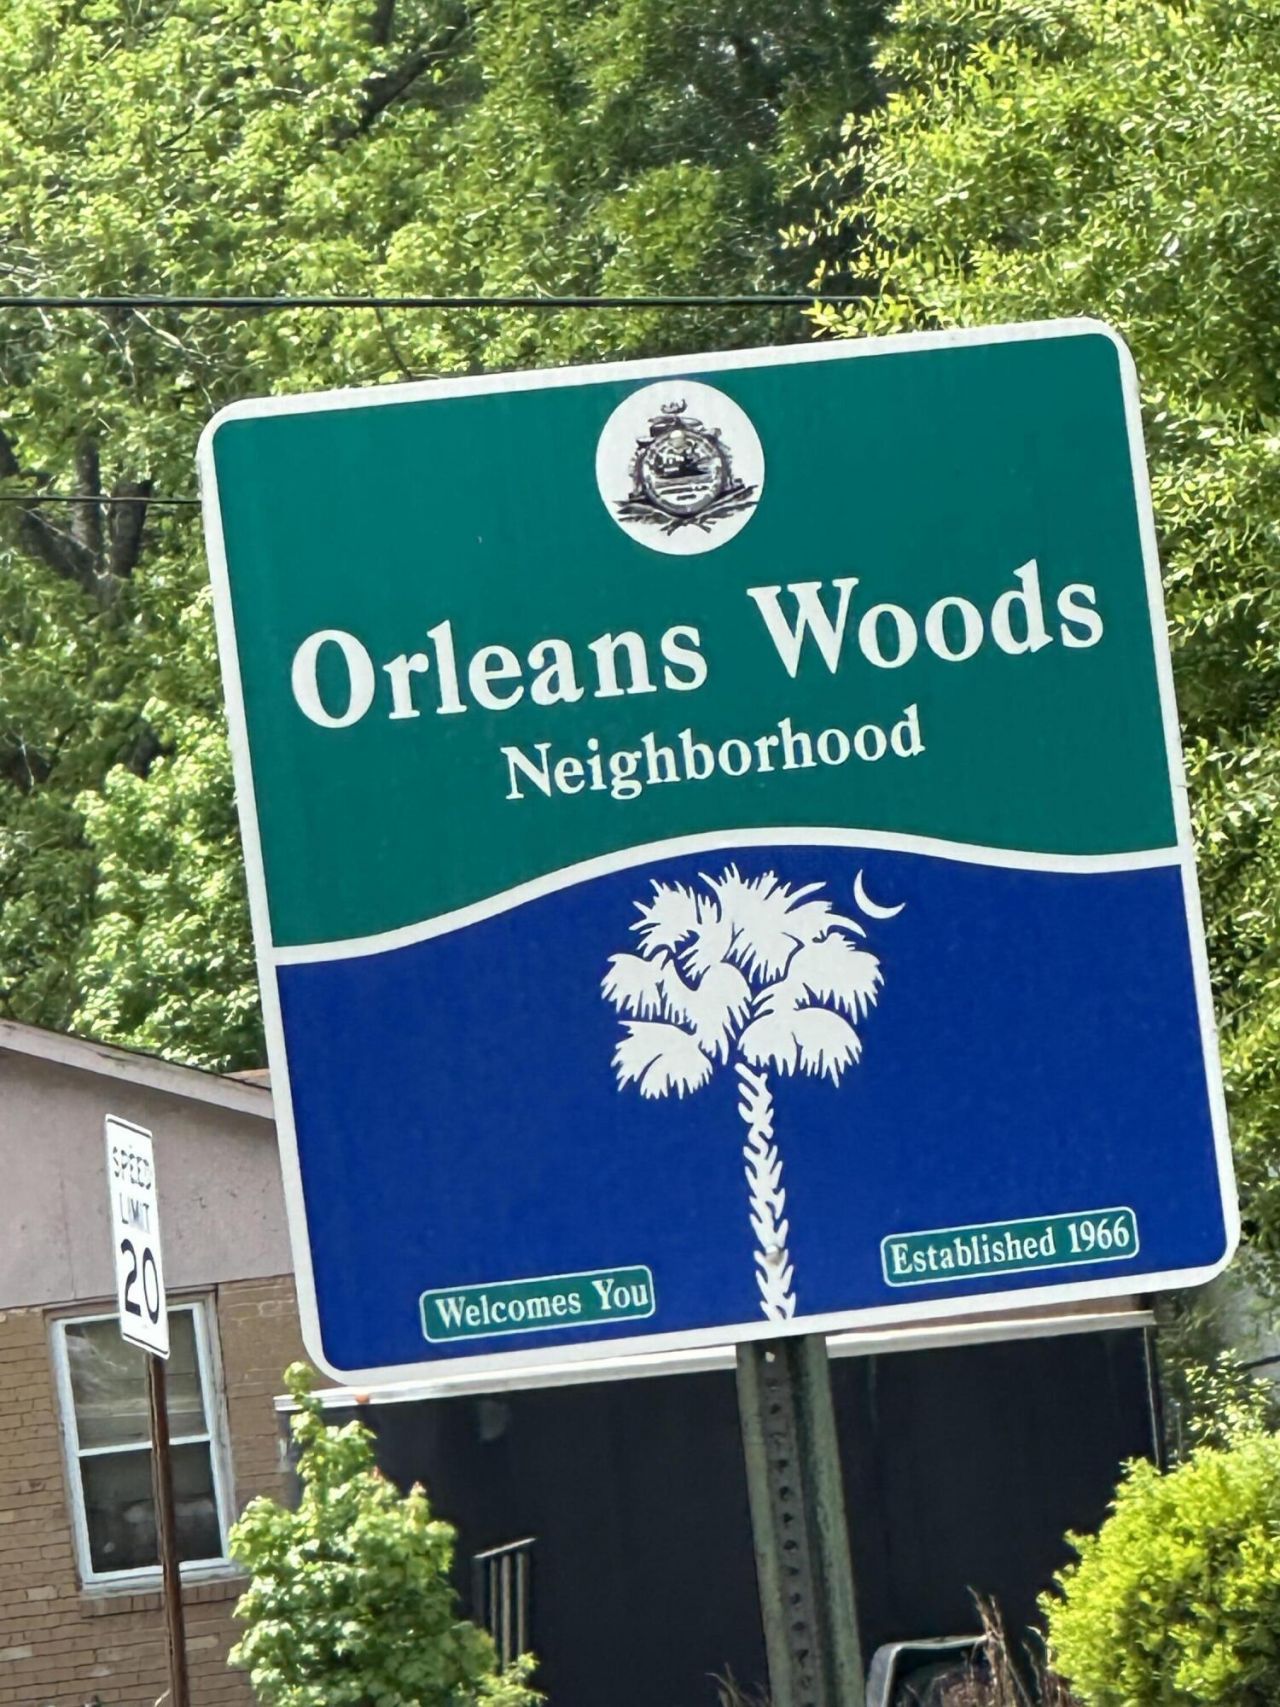 Orleans Woods
Neighborhood
Welcomes You
Established 1966
SPEED
LIMIT
20